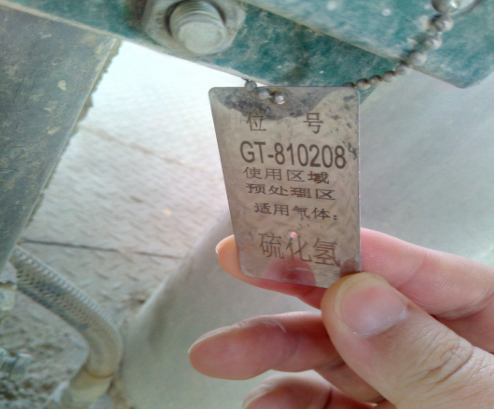 位 号
GT-810208
使用区域
预处理区
适用气体：
硫化氢